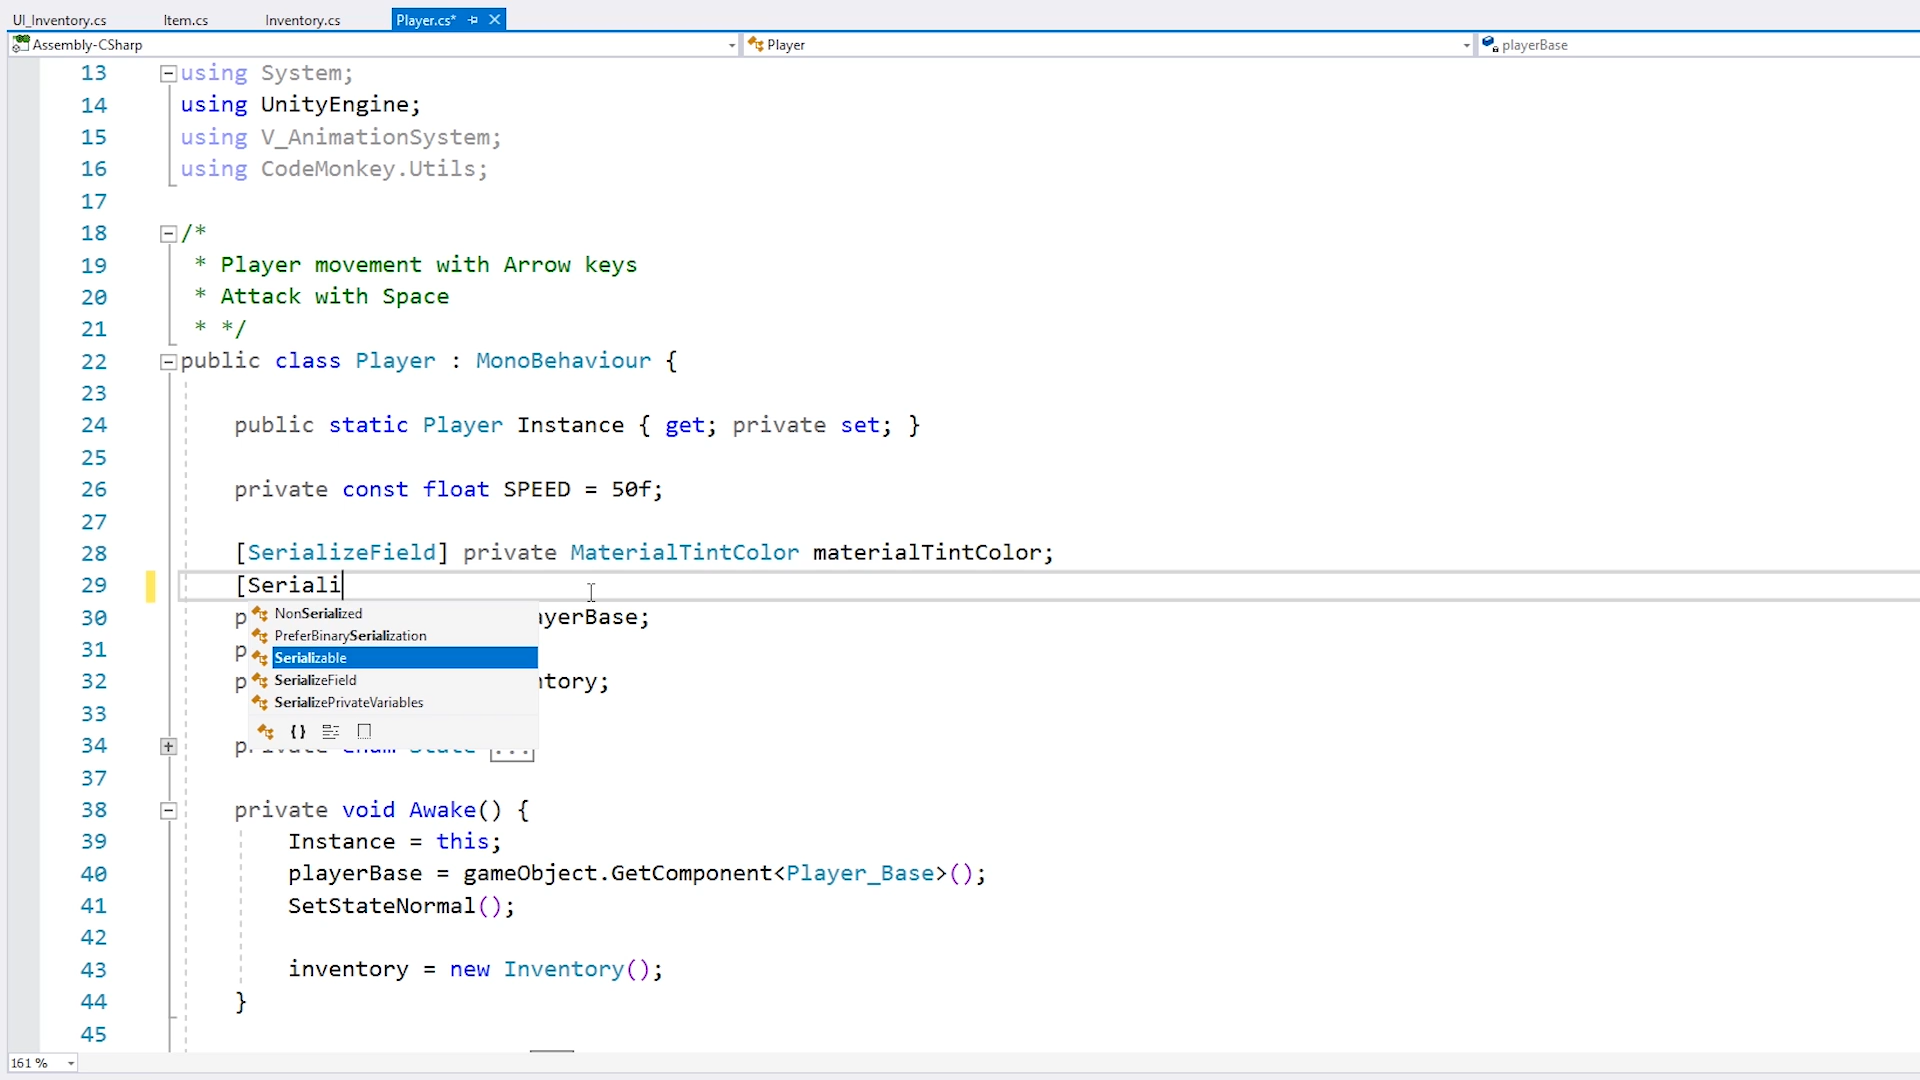 UI_Inventory.cs Item.cs Inventory.cs Player.cs*
Assembly-CSharp Player playerBase
13 using System;
14 using UnityEngine;
15 using V_AnimationSystem;
16 using CodeMonkey.Utils;
17
18 /*
19 * Player movement with Arrow keys
20 * Attack with Space
21 * */
22 public class Player : MonoBehaviour {
23
24 public static Player Instance { get; private set; }
25
26 private const float SPEED = 50f;
27
28 [SerializeField] private MaterialTintColor materialTintColor;
29 [Seriali
NonSerialized
30 p ayerBase;
PreferBinarySerialization
31 p
Serializable
SerializeField
32 p ntory;
SerializePrivateVariables
33
{}
34 private enum State ...
37
38 private void Awake() {
39 Instance = this;
40 playerBase = gameObject.GetComponent<Player_Base>();
41 SetStateNormal();
42
43 inventory = new Inventory();
44 }
45
161 %